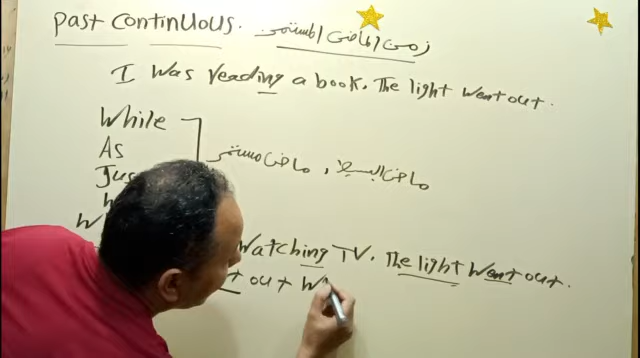 Past Continuous. زمن الماضي المستمر
I was reading a book. The light went out.
While
As
ماضي مستمر , ماضي البسيط
Watching TV. The light went out.
out